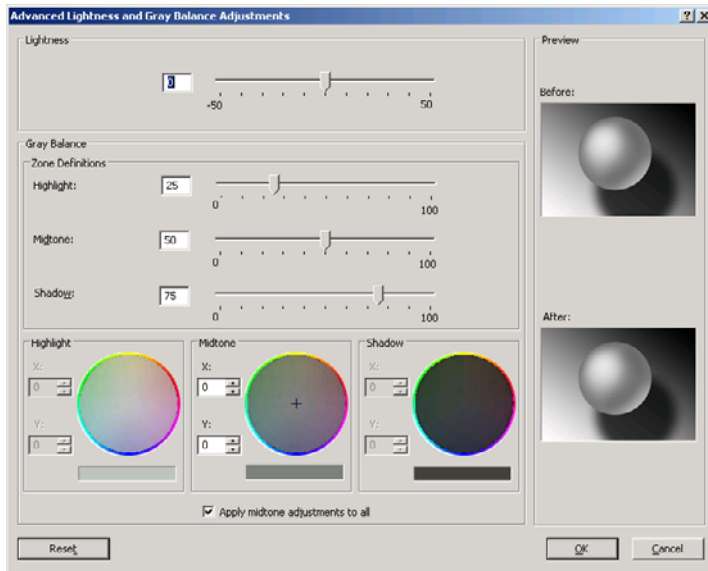 Advanced Lightness and Gray Balance Adjustments
Lightness
0
-50 50
Gray Balance
Zone Definitions
Highlight: 25
0 100
Midtone: 50
0 100
Shadow: 75
0 100
Highlight
X:
0
Y:
0
Midtone
X:
0
Y:
0
Shadow
X:
0
Y:
0
Apply midtone adjustments to all
Preview
Before:
After:
Reset
OK
Cancel